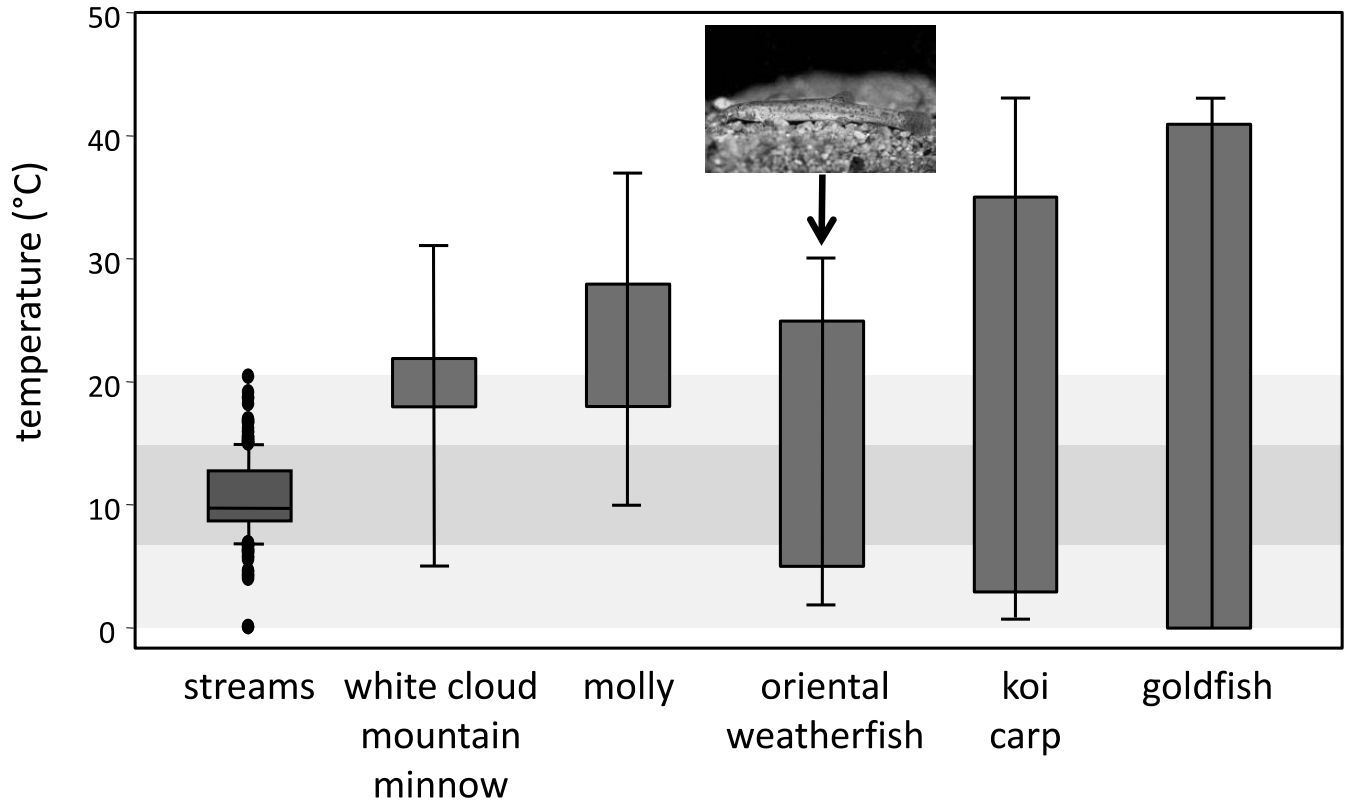 50
40
30
20
10
0
temperature (°C)
streams
white cloud
mountain
minnow
molly
oriental
weatherfish
koi
carp
goldfish